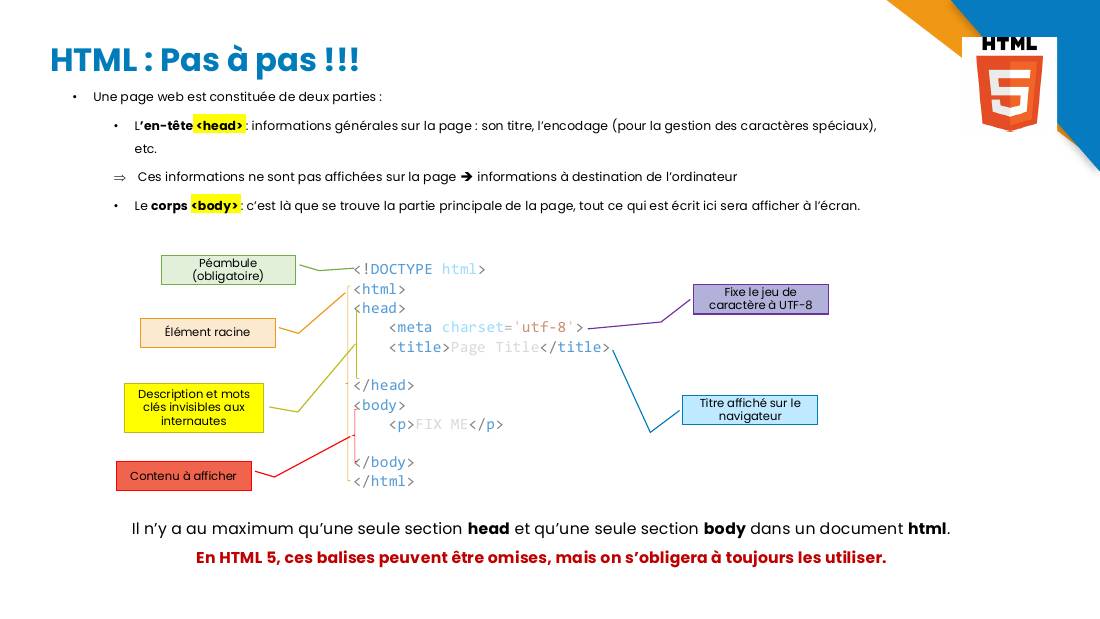 HTML : Pas à pas !!!
HTML
5
• Une page web est constituée de deux parties :
• L’en-tête <head> : informations générales sur la page : son titre, l’encodage (pour la gestion des caractères spéciaux),
etc.
⇒ Ces informations ne sont pas affichées sur la page ➔ informations à destination de l’ordinateur
• Le corps <body> : c’est là que se trouve la partie principale de la page, tout ce qui est écrit ici sera afficher à l’écran.
Péambule
(obligatoire)
Élément racine
Description et mots
clés invisibles aux
internautes
Contenu à afficher
<!DOCTYPE html>
<html>
<head>
<meta charset='utf-8'>
<title>Page Title</title>
</head>
<body>
<p>FIX ME</p>
</body>
</html>
Fixe le jeu de
caractère à UTF-8
Titre affiché sur le
navigateur
Il n’y a au maximum qu’une seule section head et qu’une seule section body dans un document html.
En HTML 5, ces balises peuvent être omises, mais on s’obligera à toujours les utiliser.